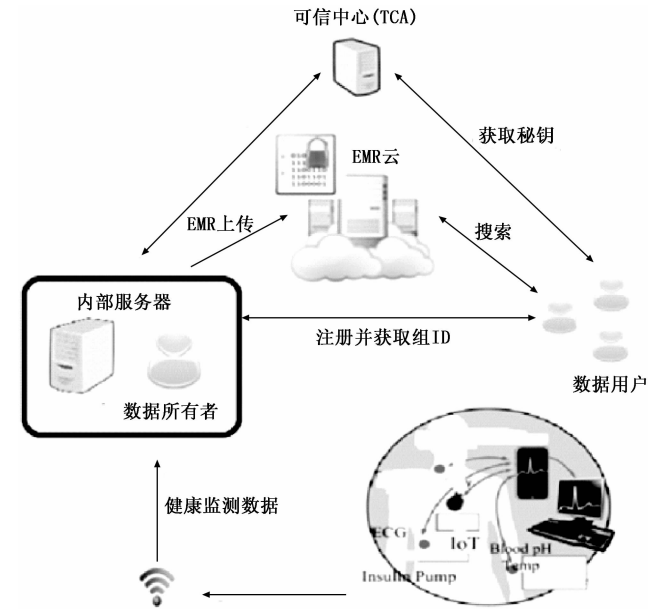 可信中心(TCA)
获取秘钥
EMR云
EMR上传
搜索
内部服务器
注册并获取组ID
数据所有者
数据用户
健康监测数据
ECG
IoT
Blood pH
Temp
Insulin Pump